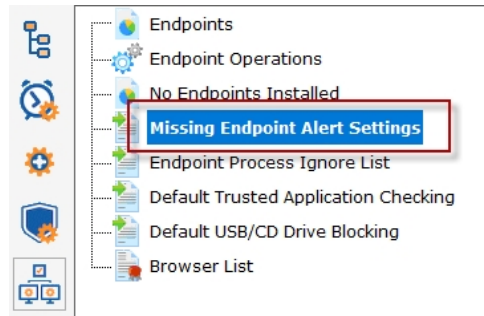 Endpoints
Endpoint Operations
No Endpoints Installed
Missing Endpoint Alert Settings
Endpoint Process Ignore List
Default Trusted Application Checking
Default USB/CD Drive Blocking
Browser List